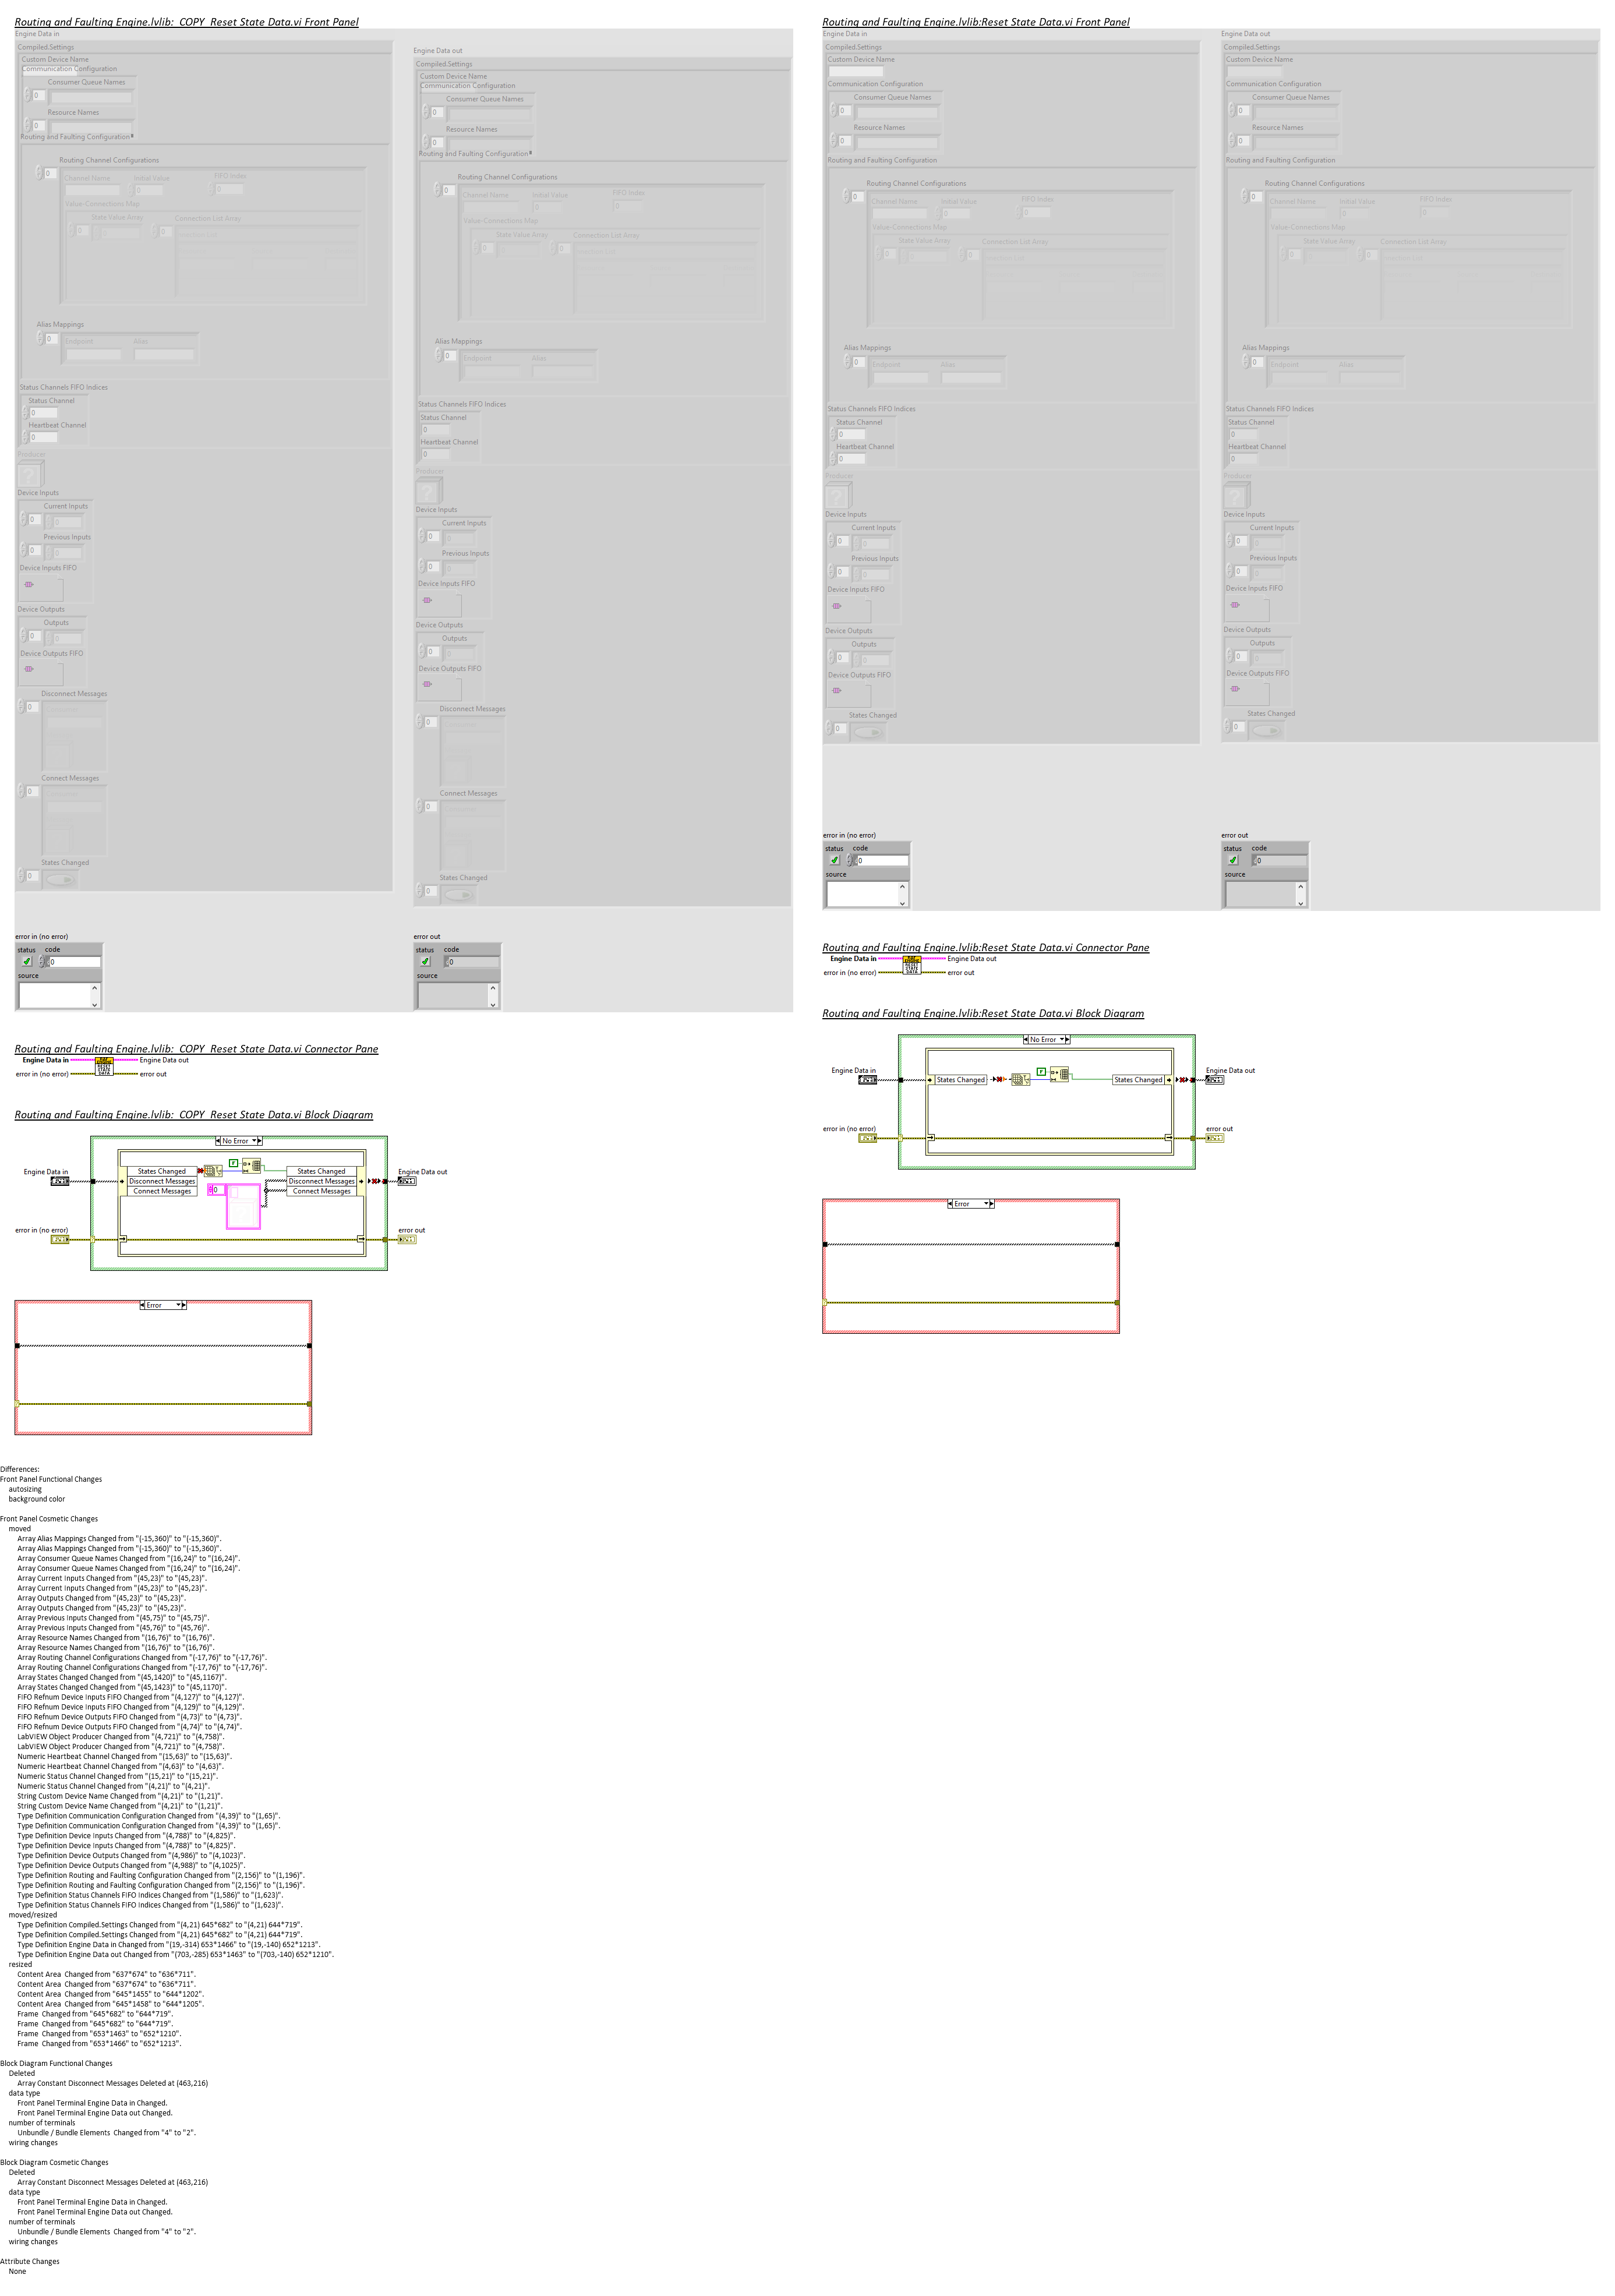 Routing and Faulting Engine.lvlib:_COPY_Reset State Data.vi Front Panel
Engine Data in
Compiled.Settings
Custom Device Name
Communication Configuration
Consumer Queue Names
0
Resource Names
0
Routing and Faulting Configuration
Routing Channel Configurations
0
Channel Name
Initial Value
FIFO Index
0
0
Value-Connections Map
State Value Array
Connection List Array
0
0
Alias Mappings
0
Endpoint
Alias
Status Channels FIFO Indices
Status Channel
0
Heartbeat Channel
0
Producer
Device Inputs
Current Inputs
0
0
Previous Inputs
0
0
Device Inputs FIFO
Device Outputs
Outputs
0
0
Device Outputs FIFO
Disconnect Messages
0
Connect Messages
0
States Changed
0
error in (no error)
status
code
0
source
Engine Data out
Compiled.Settings
Custom Device Name
Communication Configuration
Consumer Queue Names
0
Resource Names
0
Routing and Faulting Configuration
Routing Channel Configurations
0
Channel Name
Initial Value
FIFO Index
0
0
Value-Connections Map
State Value Array
Connection List Array
0
0
Alias Mappings
0
Endpoint
Alias
Status Channels FIFO Indices
Status Channel
0
Heartbeat Channel
0
Producer
Device Inputs
Current Inputs
0
0
Previous Inputs
0
0
Device Inputs FIFO
Device Outputs
Outputs
0
0
Device Outputs FIFO
Disconnect Messages
0
Connect Messages
0
States Changed
0
error out
status
code
0
source
Routing and Faulting Engine.lvlib:_COPY_Reset State Data.vi Connector Pane
Engine Data in
Engine Data out
RESET STATE DATA
error in (no error)
error out
Routing and Faulting Engine.lvlib:_COPY_Reset State Data.vi Block Diagram
No Error
Engine Data in
States Changed
Disconnect Messages
Connect Messages
F
0
States Changed
Disconnect Messages
Connect Messages
Engine Data out
error in (no error)
error out
Error
Routing and Faulting Engine.lvlib:Reset State Data.vi Front Panel
Engine Data in
Compiled.Settings
Custom Device Name
Communication Configuration
Consumer Queue Names
0
Resource Names
0
Routing and Faulting Configuration
Routing Channel Configurations
0
Channel Name
Initial Value
FIFO Index
0
0
Value-Connections Map
State Value Array
Connection List Array
0
0
Alias Mappings
0
Endpoint
Alias
Status Channels FIFO Indices
Status Channel
0
Heartbeat Channel
0
Producer
Device Inputs
Current Inputs
0
0
Previous Inputs
0
0
Device Inputs FIFO
Device Outputs
Outputs
0
0
Device Outputs FIFO
States Changed
0
error in (no error)
status
code
0
source
Engine Data out
Compiled.Settings
Custom Device Name
Communication Configuration
Consumer Queue Names
0
Resource Names
0
Routing and Faulting Configuration
Routing Channel Configurations
0
Channel Name
Initial Value
FIFO Index
0
0
Value-Connections Map
State Value Array
Connection List Array
0
0
Alias Mappings
0
Endpoint
Alias
Status Channels FIFO Indices
Status Channel
0
Heartbeat Channel
0
Producer
Device Inputs
Current Inputs
0
0
Previous Inputs
0
0
Device Inputs FIFO
Device Outputs
Outputs
0
0
Device Outputs FIFO
States Changed
0
error out
status
code
0
source
Routing and Faulting Engine.lvlib:Reset State Data.vi Connector Pane
Engine Data in
Engine Data out
RESET STATE DATA
error in (no error)
error out
Routing and Faulting Engine.lvlib:Reset State Data.vi Block Diagram
No Error
Engine Data in
States Changed
F
States Changed
Engine Data out
error in (no error)
error out
Error
Differences:
Front Panel Functional Changes
autosizing
background color
Front Panel Cosmetic Changes
moved
Array Alias Mappings Changed from "(-15,360)" to "(-15,360)".
Array Alias Mappings Changed from "(-15,360)" to "(-15,360)".
Array Consumer Queue Names Changed from "(16,24)" to "(16,24)".
Array Consumer Queue Names Changed from "(16,24)" to "(16,24)".
Array Current Inputs Changed from "(45,23)" to "(45,23)".
Array Current Inputs Changed from "(45,23)" to "(45,23)".
Array Outputs Changed from "(45,23)" to "(45,23)".
Array Outputs Changed from "(45,23)" to "(45,23)".
Array Previous Inputs Changed from "(45,75)" to "(45,75)".
Array Previous Inputs Changed from "(45,76)" to "(45,76)".
Array Resource Names Changed from "(16,76)" to "(16,76)".
Array Resource Names Changed from "(16,76)" to "(16,76)".
Array Routing Channel Configurations Changed from "(-17,76)" to "(-17,76)".
Array Routing Channel Configurations Changed from "(-17,76)" to "(-17,76)".
Array States Changed Changed from "(45,1420)" to "(45,1167)".
Array States Changed Changed from "(45,1423)" to "(45,1170)".
FIFO Refnum Device Inputs FIFO Changed from "(4,127)" to "(4,127)".
FIFO Refnum Device Inputs FIFO Changed from "(4,129)" to "(4,129)".
FIFO Refnum Device Outputs FIFO Changed from "(4,73)" to "(4,73)".
FIFO Refnum Device Outputs FIFO Changed from "(4,74)" to "(4,74)".
LabVIEW Object Producer Changed from "(4,721)" to "(4,758)".
LabVIEW Object Producer Changed from "(4,721)" to "(4,758)".
Numeric Heartbeat Channel Changed from "(15,63)" to "(15,63)".
Numeric Heartbeat Channel Changed from "(4,63)" to "(4,63)".
Numeric Status Channel Changed from "(15,21)" to "(15,21)".
Numeric Status Channel Changed from "(4,21)" to "(4,21)".
String Custom Device Name Changed from "(4,21)" to "(1,21)".
String Custom Device Name Changed from "(4,21)" to "(1,21)".
Type Definition Communication Configuration Changed from "(4,39)" to "(1,65)".
Type Definition Communication Configuration Changed from "(4,39)" to "(1,65)".
Type Definition Device Inputs Changed from "(4,788)" to "(4,825)".
Type Definition Device Inputs Changed from "(4,788)" to "(4,825)".
Type Definition Device Outputs Changed from "(4,986)" to "(4,1023)".
Type Definition Device Outputs Changed from "(4,988)" to "(4,1025)".
Type Definition Routing and Faulting Configuration Changed from "(2,156)" to "(1,196)".
Type Definition Routing and Faulting Configuration Changed from "(2,156)" to "(1,196)".
Type Definition Status Channels FIFO Indices Changed from "(1,586)" to "(1,623)".
Type Definition Status Channels FIFO Indices Changed from "(1,586)" to "(1,623)".
moved/resized
Type Definition Compiled.Settings Changed from "(4,21) 645*682" to "(4,21) 644*719".
Type Definition Compiled.Settings Changed from "(4,21) 645*682" to "(4,21) 644*719".
Type Definition Engine Data in Changed from "(19,-314) 653*1466" to "(19,-140) 652*1213".
Type Definition Engine Data out Changed from "(703,-285) 653*1463" to "(703,-140) 652*1210".
resized
Content Area  Changed from "637*674" to "636*711".
Content Area  Changed from "637*674" to "636*711".
Content Area  Changed from "645*1455" to "644*1202".
Content Area  Changed from "645*1458" to "644*1205".
Frame  Changed from "645*682" to "644*719".
Frame  Changed from "645*682" to "644*719".
Frame  Changed from "653*1463" to "652*1210".
Frame  Changed from "653*1466" to "652*1213".
Block Diagram Functional Changes
Deleted
Array Constant Disconnect Messages Deleted at (463,216)
data type
Front Panel Terminal Engine Data in Changed.
Front Panel Terminal Engine Data out Changed.
number of terminals
Unbundle / Bundle Elements  Changed from "4" to "2".
wiring changes
Block Diagram Cosmetic Changes
Deleted
Array Constant Disconnect Messages Deleted at (463,216)
data type
Front Panel Terminal Engine Data in Changed.
Front Panel Terminal Engine Data out Changed.
number of terminals
Unbundle / Bundle Elements  Changed from "4" to "2".
wiring changes
Attribute Changes
None